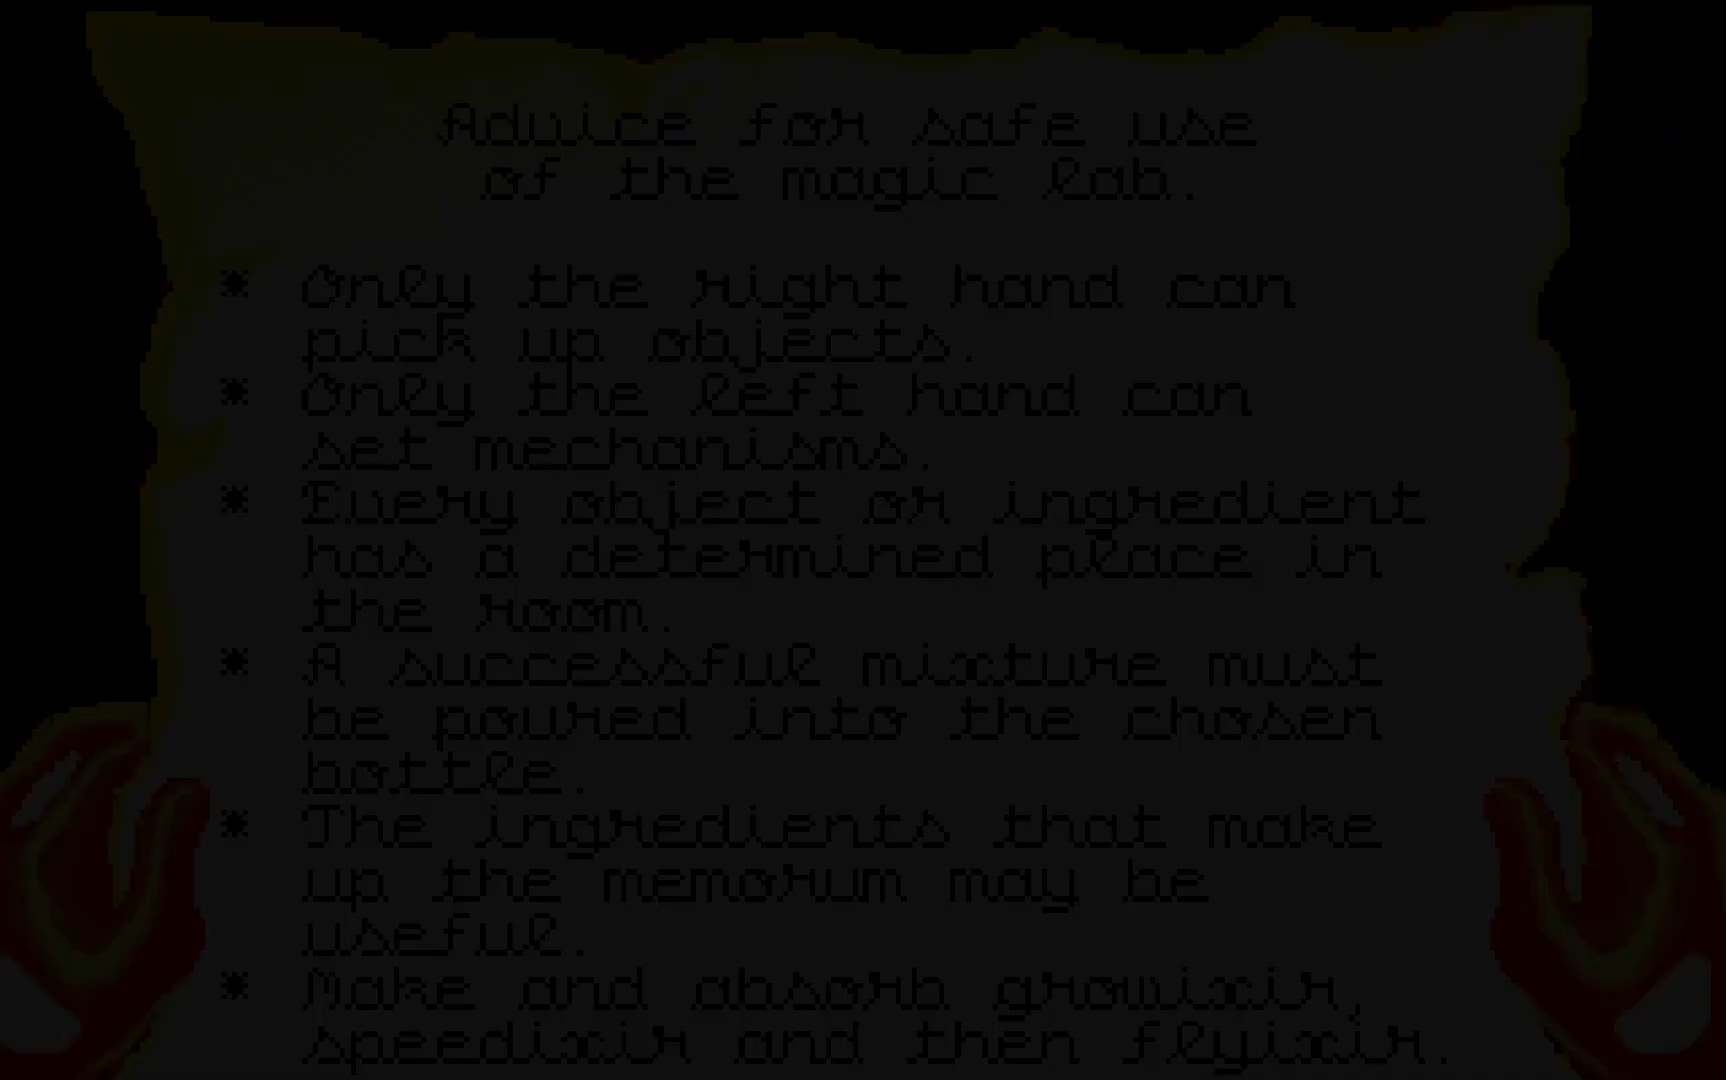 Advice for safe use
of the magic lab.
* Only the right hand can
pick up objects.
* Only the left hand can
set mechanisms.
* Every object or ingredient
has a determined place in
the room.
* A successful mixture must
be poured into the chosen
bottle.
* The ingredients that make
up the memorum may be
useful.
* Make and absorb growixir,
speedixir and then flyixir.